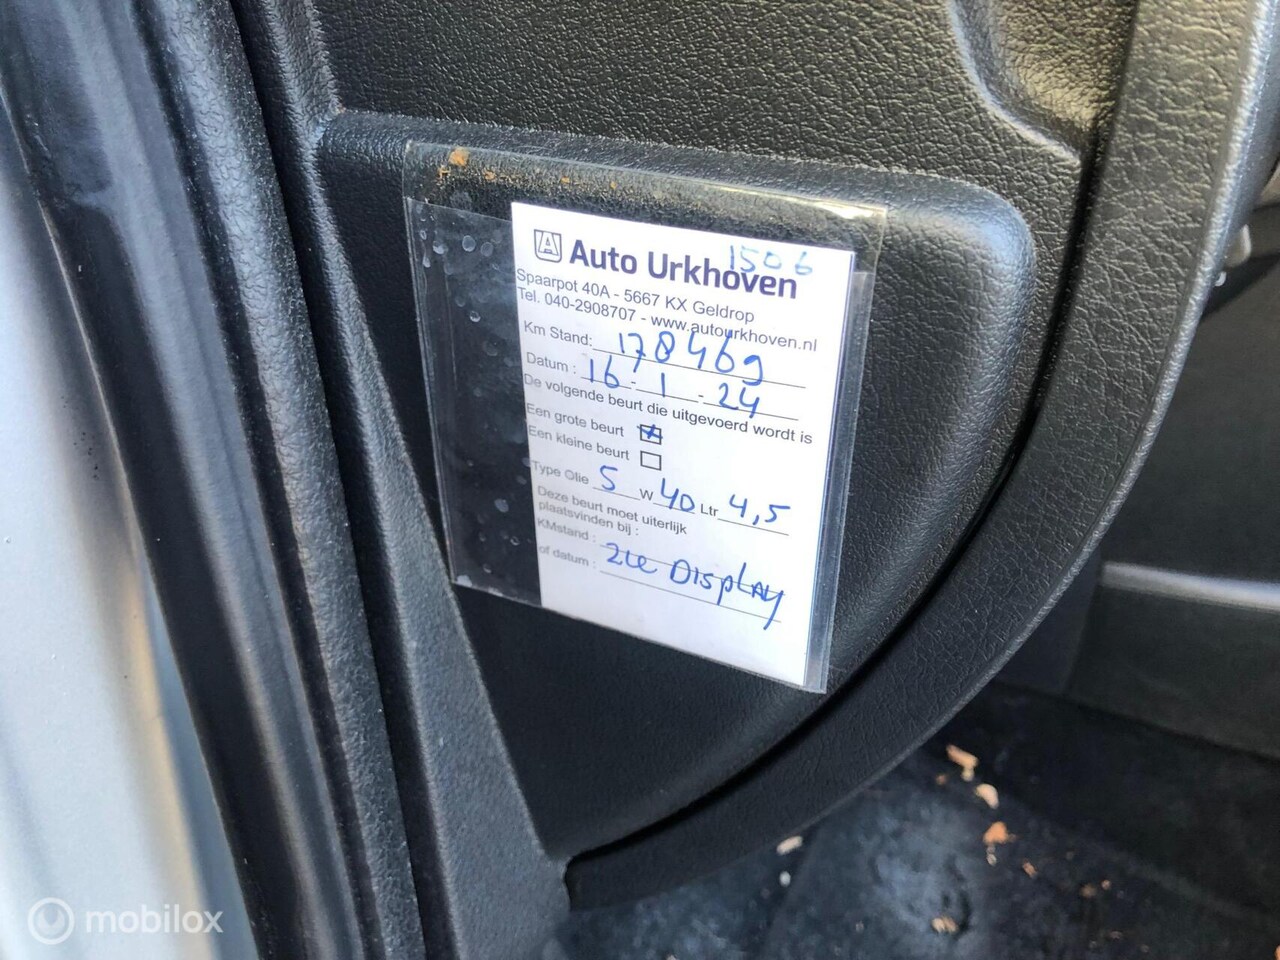 1506
Auto Urkhoven
Spaarpot 40A - 5667 KX Geldrop
Tel. 040-2908707 - www.autourkhoven.nl
Km Stand: 178469
Datum : 16 - 1 - 24
De volgende beurt die uitgevoerd wordt is
Een grote beurt
Een kleine beurt
Type Olie 5 W 40 Ltr 4,5
Deze beurt moet uiterlijk
plaatsvinden bij :
KMstand :
of datum : zie Display
mobilox